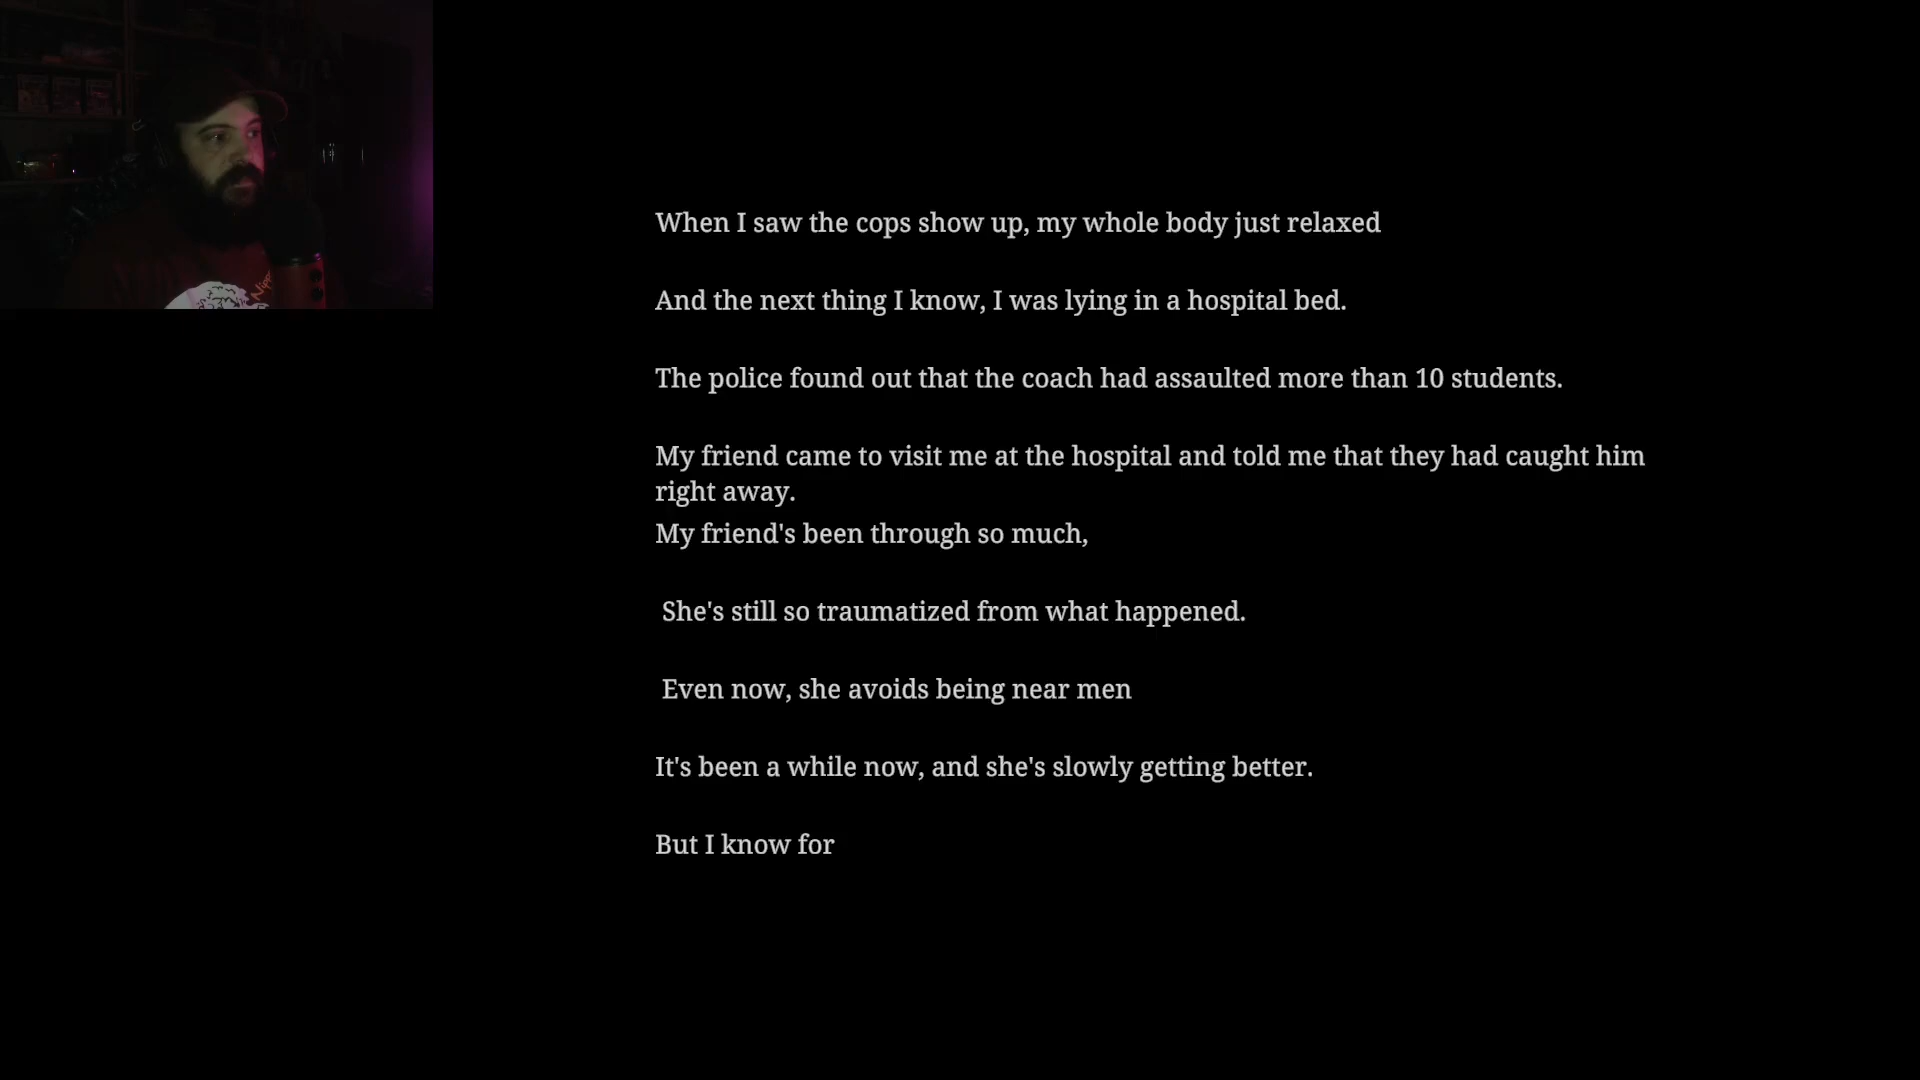 When I saw the cops show up, my whole body just relaxed
And the next thing I know, I was lying in a hospital bed.
The police found out that the coach had assaulted more than 10 students.
My friend came to visit me at the hospital and told me that they had caught him
right away.
My friend's been through so much,
She's still so traumatized from what happened.
Even now, she avoids being near men
It's been a while now, and she's slowly getting better.
But I know for